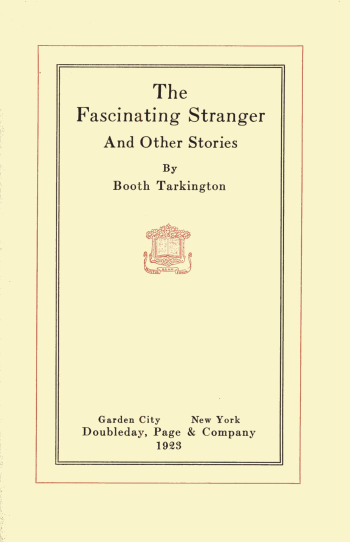 The
Fascinating Stranger
And Other Stories
By
Booth Tarkington
Garden City New York
Doubleday, Page & Company
1923